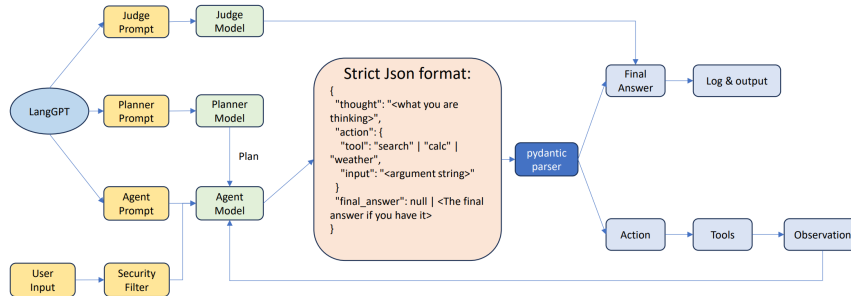 Judge
Prompt
Judge
Model
LangGPT
Planner
Prompt
Planner
Model
Plan
Agent
Prompt
Agent
Model
User
Input
Security
Filter
Strict Json format:
{
"thought": "<what you are
thinking>",
"action": {
"tool": "search" | "calc" |
"weather",
"input": "<argument string>"
}
"final_answer": null | <The final
answer if you have it>
}
pydantic
parser
Final
Answer
Log & output
Action
Tools
Observation